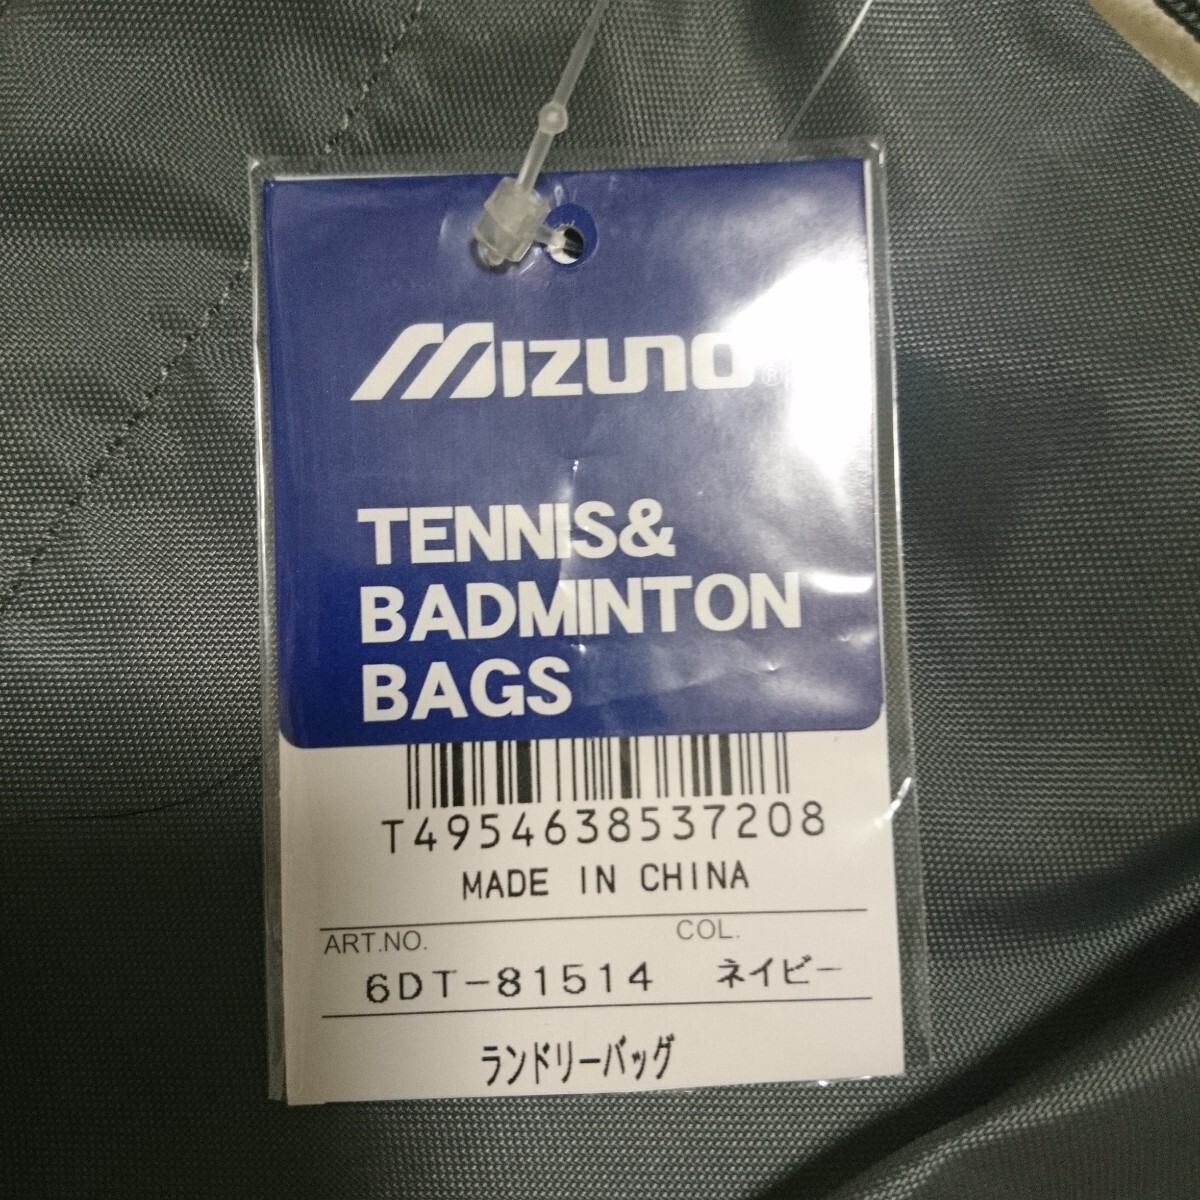 MIZUNO®
TENNIS&
BADMINTON
BAGS
T4954638537208
MADE IN CHINA
ART.NO. COL.
6DT-81514 ネイビー
ランドリーバッグ